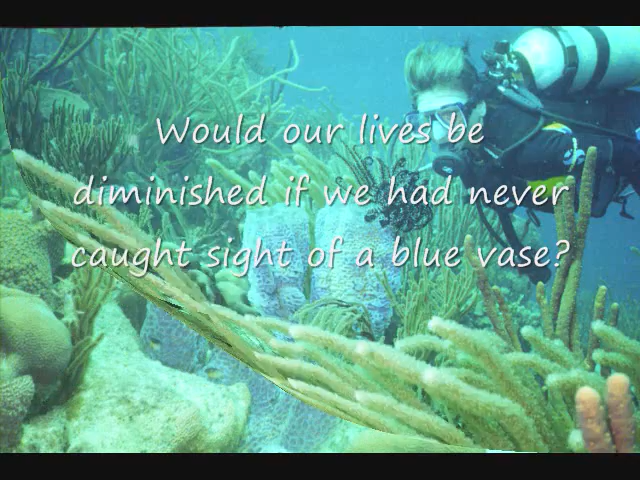 Would our lives be
diminished if we had never
caught sight of a blue vase?